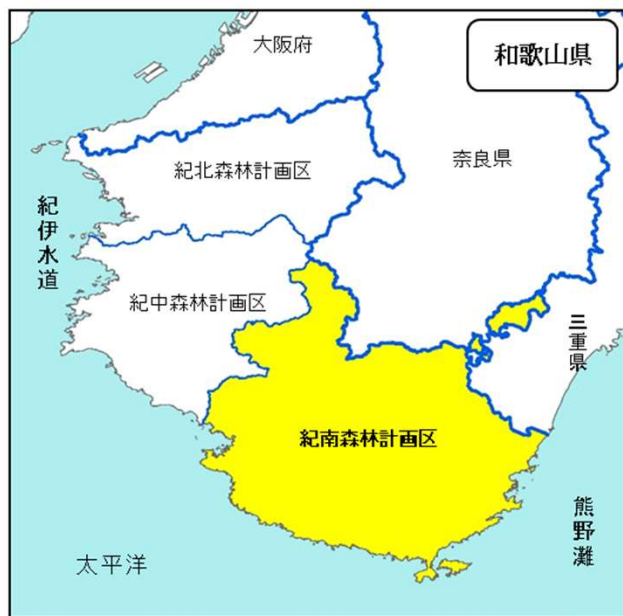 和歌山県
大阪府
奈良県
紀北森林計画区
紀伊水道
紀中森林計画区
三重県
紀南森林計画区
熊野灘
太平洋